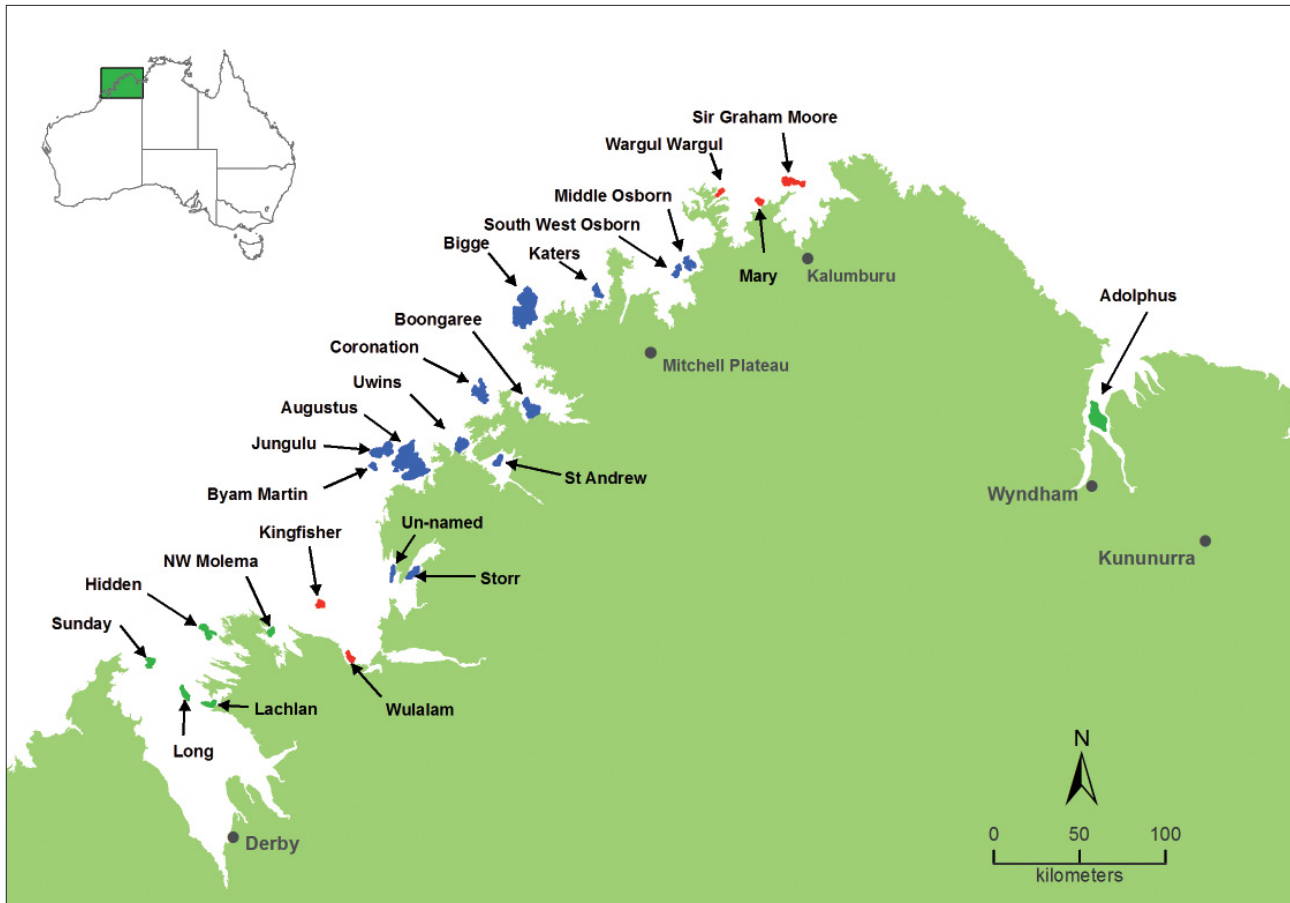 Sir Graham Moore
Wargul Wargul
Middle Osborn
South West Osborn
Bigge
Katers
Mary
Kalumburu
Adolphus
Boongaree
Coronation
Mitchell Plateau
Uwins
Augustus
Jungulu
St Andrew
Byam Martin
Wyndham
Un-named
Kingfisher
Kununurra
NW Molema
Storr
Hidden
Sunday
Lachlan
Wulalam
Long
N
Derby
0 50 100
kilometers